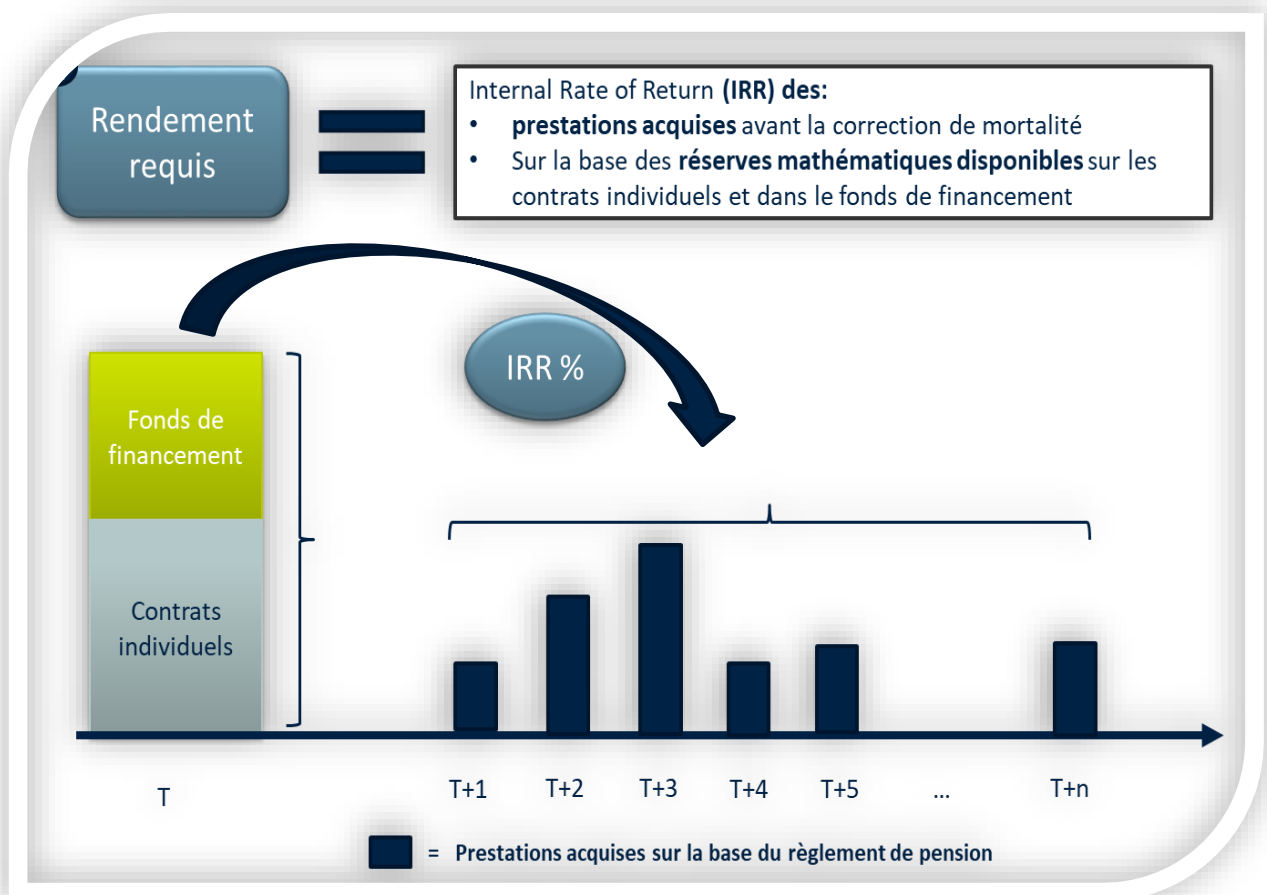 Rendement
requis
Internal Rate of Return (IRR) des:
• prestations acquises avant la correction de mortalité
• Sur la base des réserves mathématiques disponibles sur les
contrats individuels et dans le fonds de financement
IRR %
Fonds de
financement
Contrats
individuels
T T+1 T+2 T+3 T+4 T+5 ... T+n
= Prestations acquises sur la base du règlement de pension